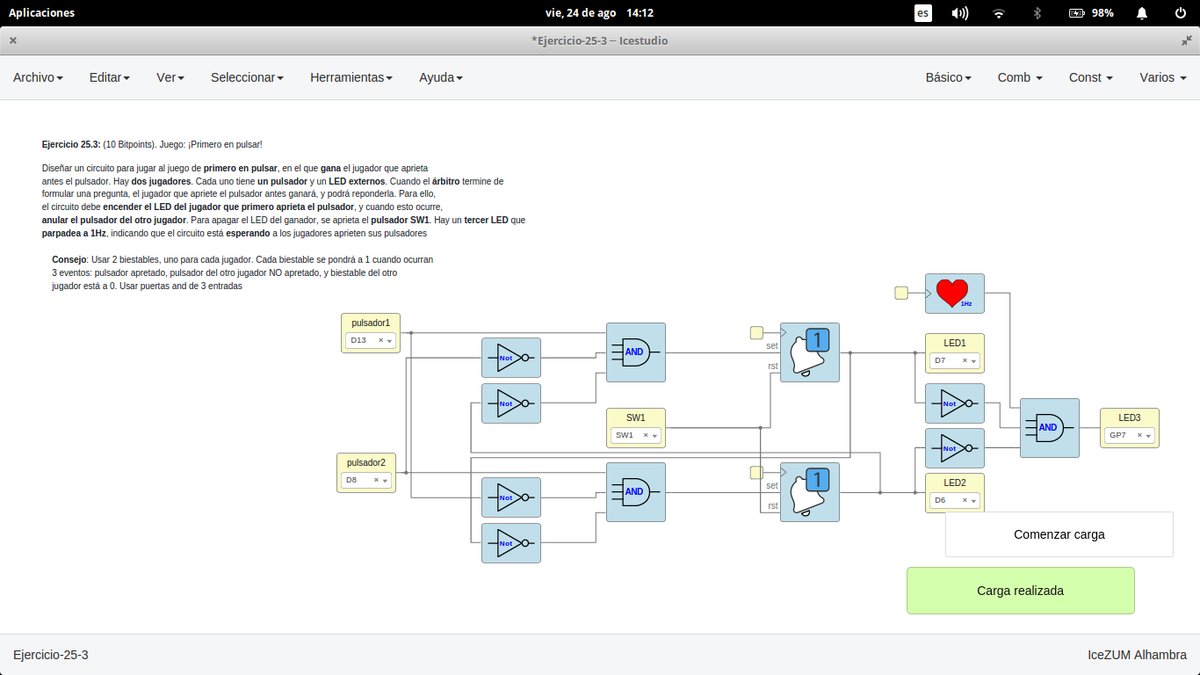 Aplicaciones
vie, 24 de ago 14:12
es
98%
*Ejercicio-25-3 — Icestudio
Archivo
Editar
Ver
Seleccionar
Herramientas
Ayuda
Básico
Comb
Const
Varios
Ejercicio 25.3: (10 Bitpoints). Juego: ¡Primero en pulsar!
Diseñar un circuito para jugar al juego de primero en pulsar, en el que gana el jugador que aprieta
antes el pulsador. Hay dos jugadores. Cada uno tiene un pulsador y un LED externos. Cuando el árbitro termine de
formular una pregunta, el jugador que apriete el pulsador antes ganará, y podrá reponderla. Para ello,
el circuito debe encender el LED del jugador que primero aprieta el pulsador, y cuando esto ocurre,
anular el pulsador del otro jugador. Para apagar el LED del ganador, se aprieta el pulsador SW1. Hay un tercer LED que
parpadea a 1Hz, indicando que el circuito está esperando a los jugadores aprieten sus pulsadores
Consejo: Usar 2 biestables, uno para cada jugador. Cada biestable se pondrá a 1 cuando ocurran
3 eventos: pulsador apretado, pulsador del otro jugador NO apretado, y biestable del otro
jugador está a 0. Usar puertas and de 3 entradas
1Hz
pulsador1
D13
Not
AND
set
rst
1
LED1
D7
Not
SW1
SW1
Not
AND
LED3
GP7
Not
pulsador2
D8
Not
AND
set
rst
1
LED2
D6
Not
Comenzar carga
Carga realizada
Ejercicio-25-3
IceZUM Alhambra